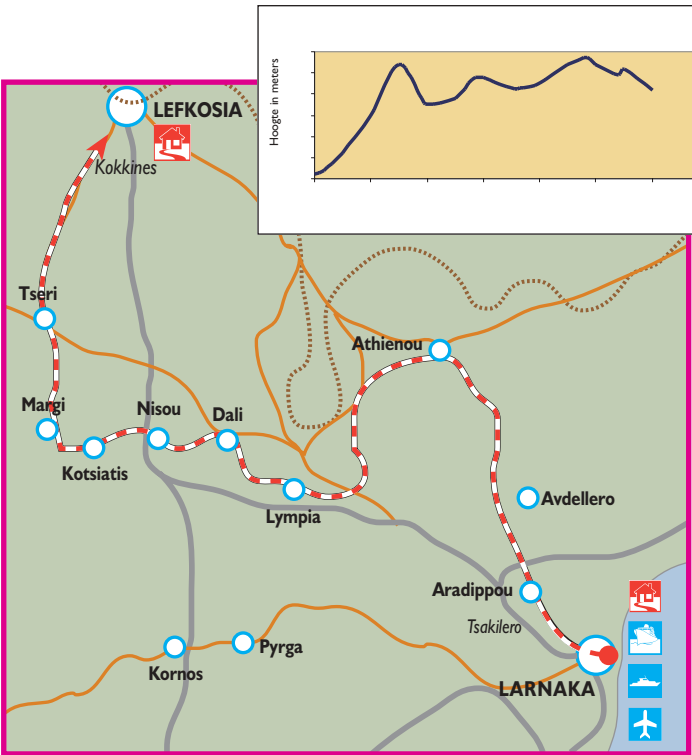 Hoogte in meters
LEFKOSIA
Kokkines
Tseri
Athienou
Margi
Nisou
Dali
Kotsiatis
Lympia
Avdellero
Aradippou
Tsakilero
Pyrga
Kornos
LARNAKA